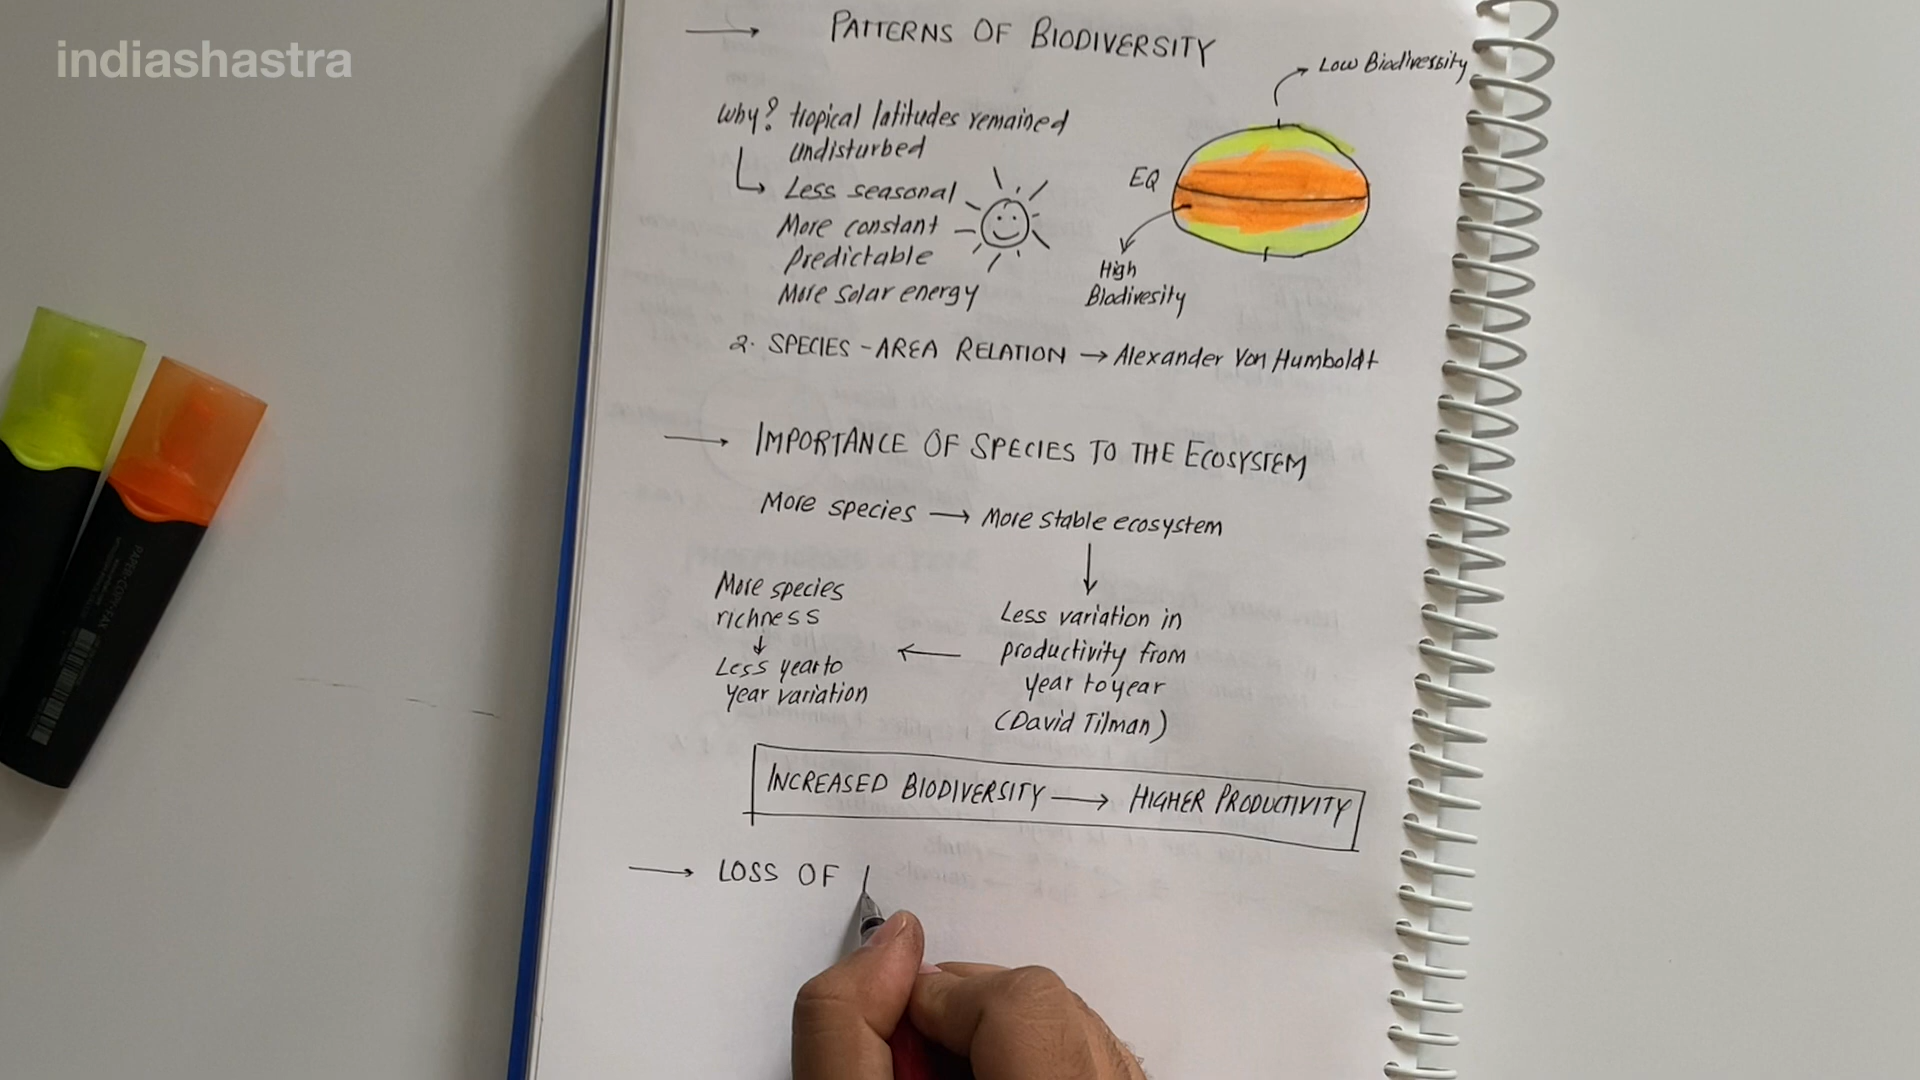 indiashastra
PATTERNS OF BIODIVERSITY
Low Biodiversity
Why? tropical latitudes remained
undisturbed
Less seasonal
More constant
Predictable
More solar energy
EQ
High
Biodivesity
2. SPECIES-AREA RELATION → Alexander Von Humboldt
→ IMPORTANCE OF SPECIES TO THE ECOSYSTEM
More species → More stable ecosystem
Less variation in
productivity from
year to year
(David Tilman)
More species
richness
Less year to
year variation
INCREASED BIODIVERSITY → HIGHER PRODUCTIVITY
→ LOSS OF